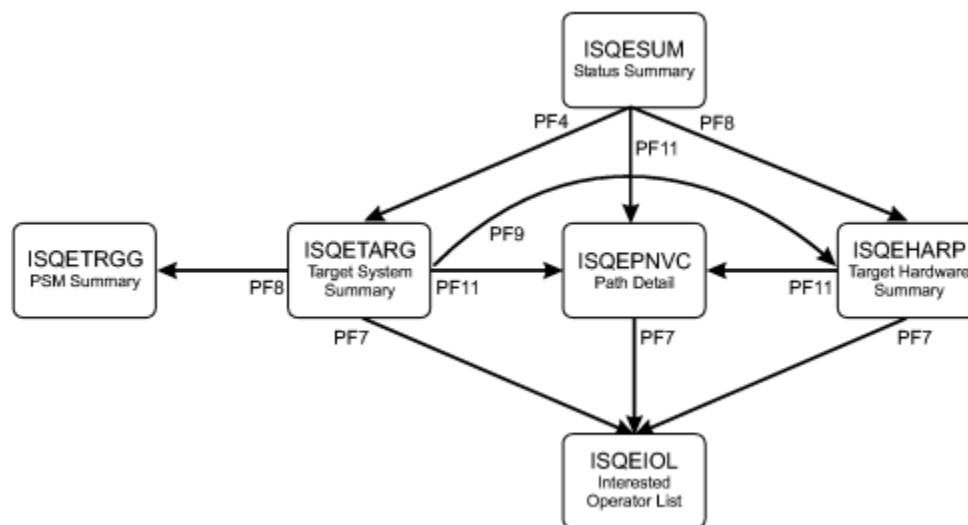 ISQESUM
Status Summary
PF4
PF8
PF11
PF9
ISQETRGG
PSM Summary
ISQETARG
Target System
Summary
ISQEPNVC
Path Detail
ISQEHARP
Target Hardware
Summary
PF8
PF11
PF11
PF7
PF7
PF7
ISQEIOL
Interested
Operator List